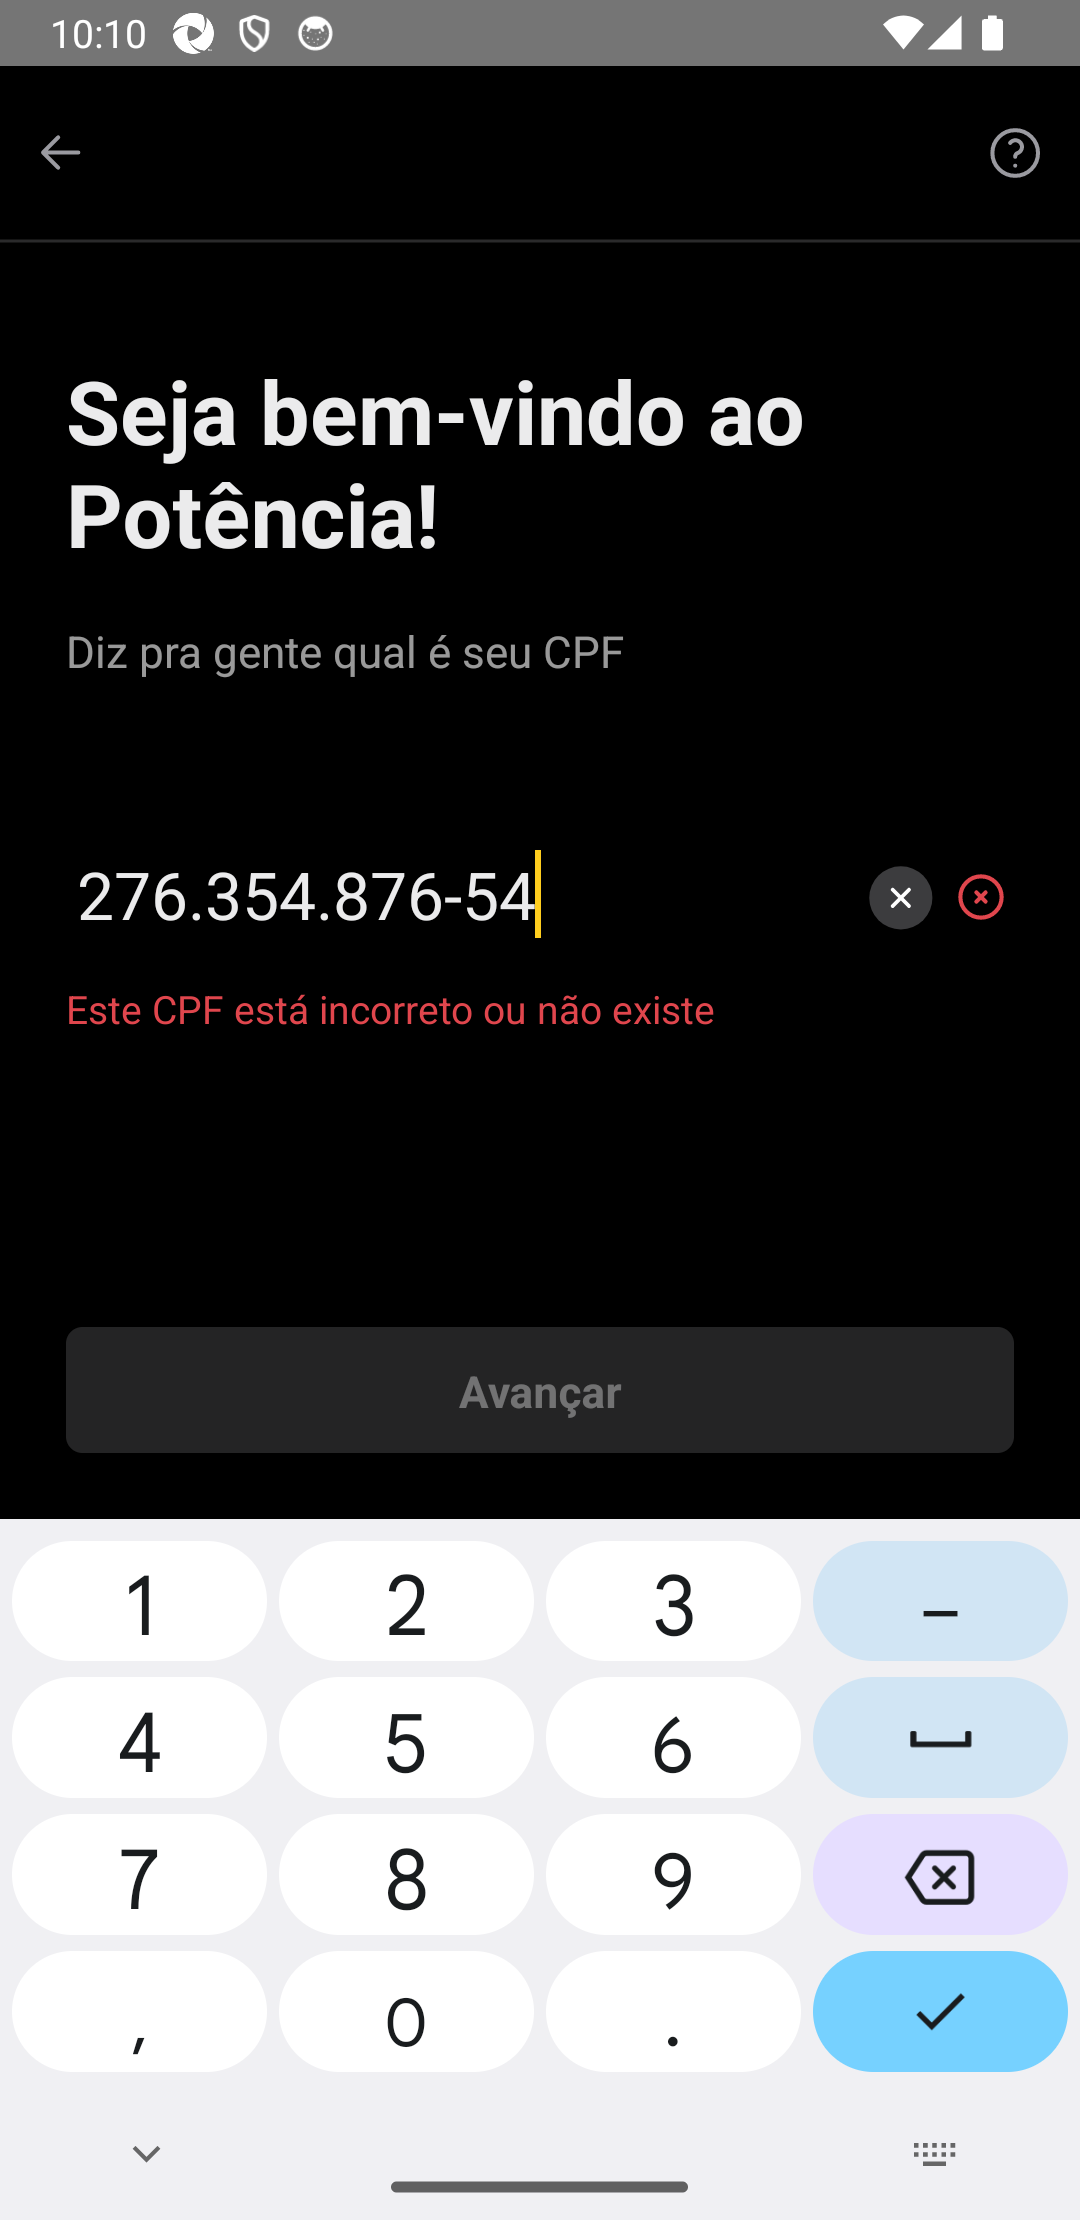 10:10
Seja bem-vindo ao
Potência!
Diz pra gente qual é seu CPF
276.354.876-54
Este CPF está incorreto ou não existe
Avançar
1 2 3 –
4 5 6
7 8 9
, 0 .